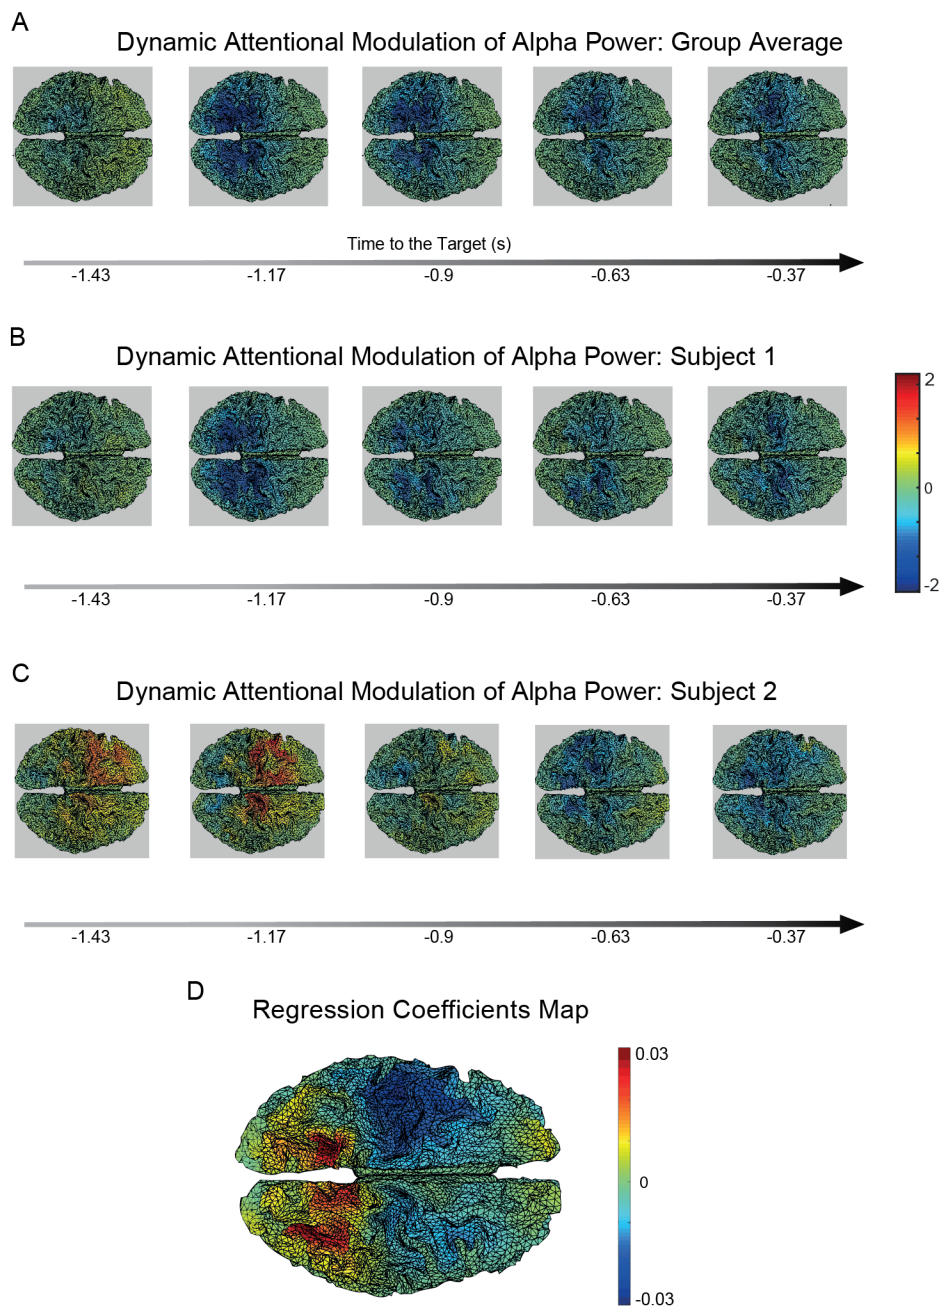 A
Dynamic Attentional Modulation of Alpha Power: Group Average
Time to the Target (s)
-1.43 -1.17 -0.9 -0.63 -0.37
B
Dynamic Attentional Modulation of Alpha Power: Subject 1
2
0
-2
-1.43 -1.17 -0.9 -0.63 -0.37
C
Dynamic Attentional Modulation of Alpha Power: Subject 2
-1.43 -1.17 -0.9 -0.63 -0.37
D
Regression Coefficients Map
0.03
0
-0.03